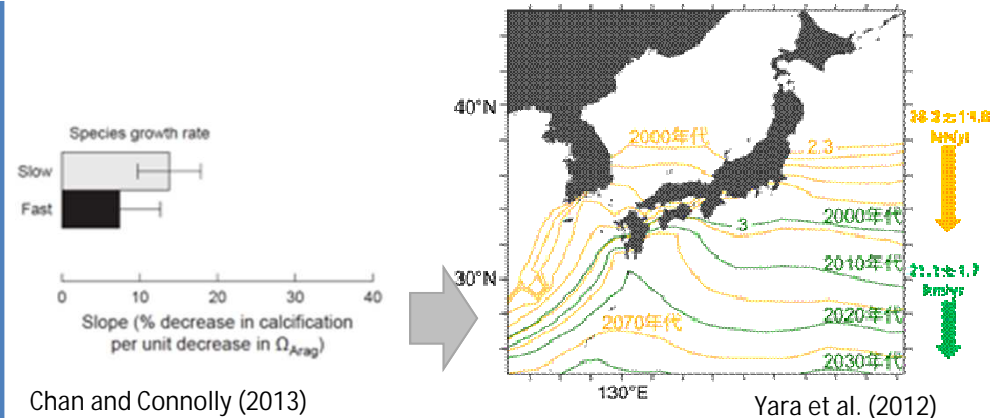 Species growth rate
Slow
Fast
0 10 20 30 40
Slope (% decrease in calcification
per unit decrease in ΩArag)
Chan and Connolly (2013)
40°N
30°N
130°E
2000年代
2.3
3
2000年代
2010年代
2020年代
2030年代
2070年代
km/yr
Yara et al. (2012)